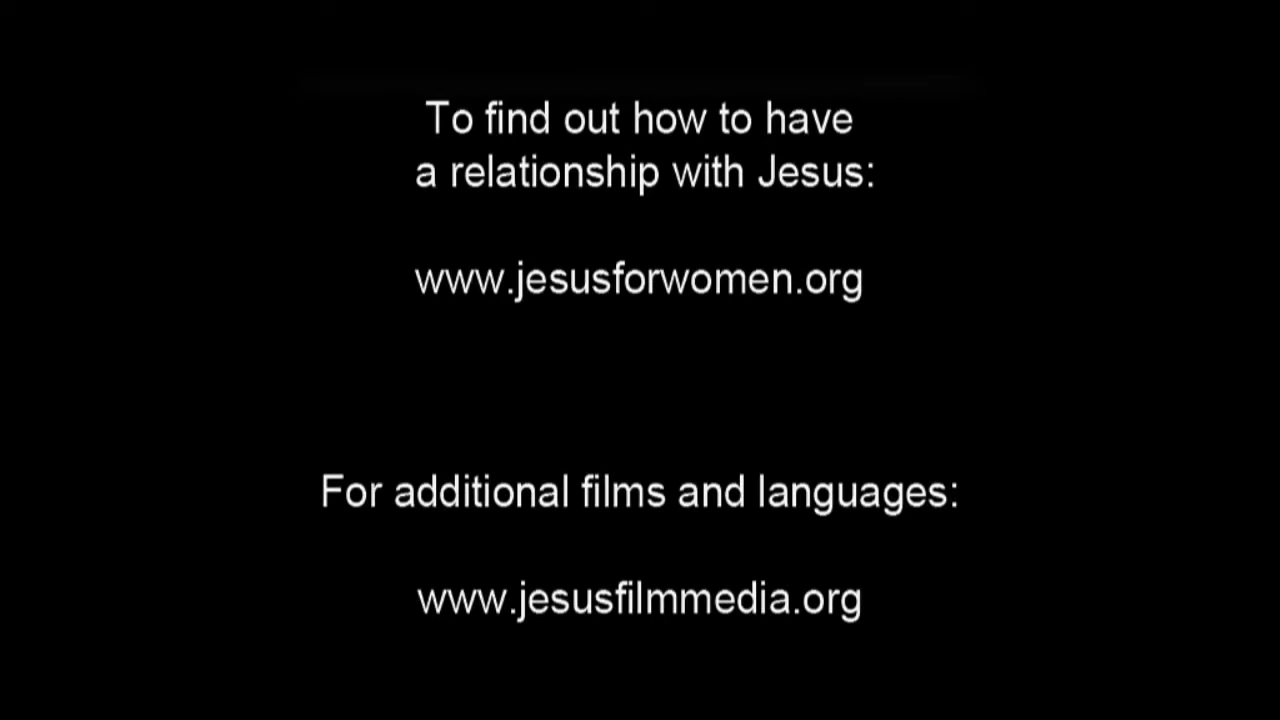 To find out how to have
a relationship with Jesus:
www.jesusforwomen.org
For additional films and languages:
www.jesusfilmmedia.org